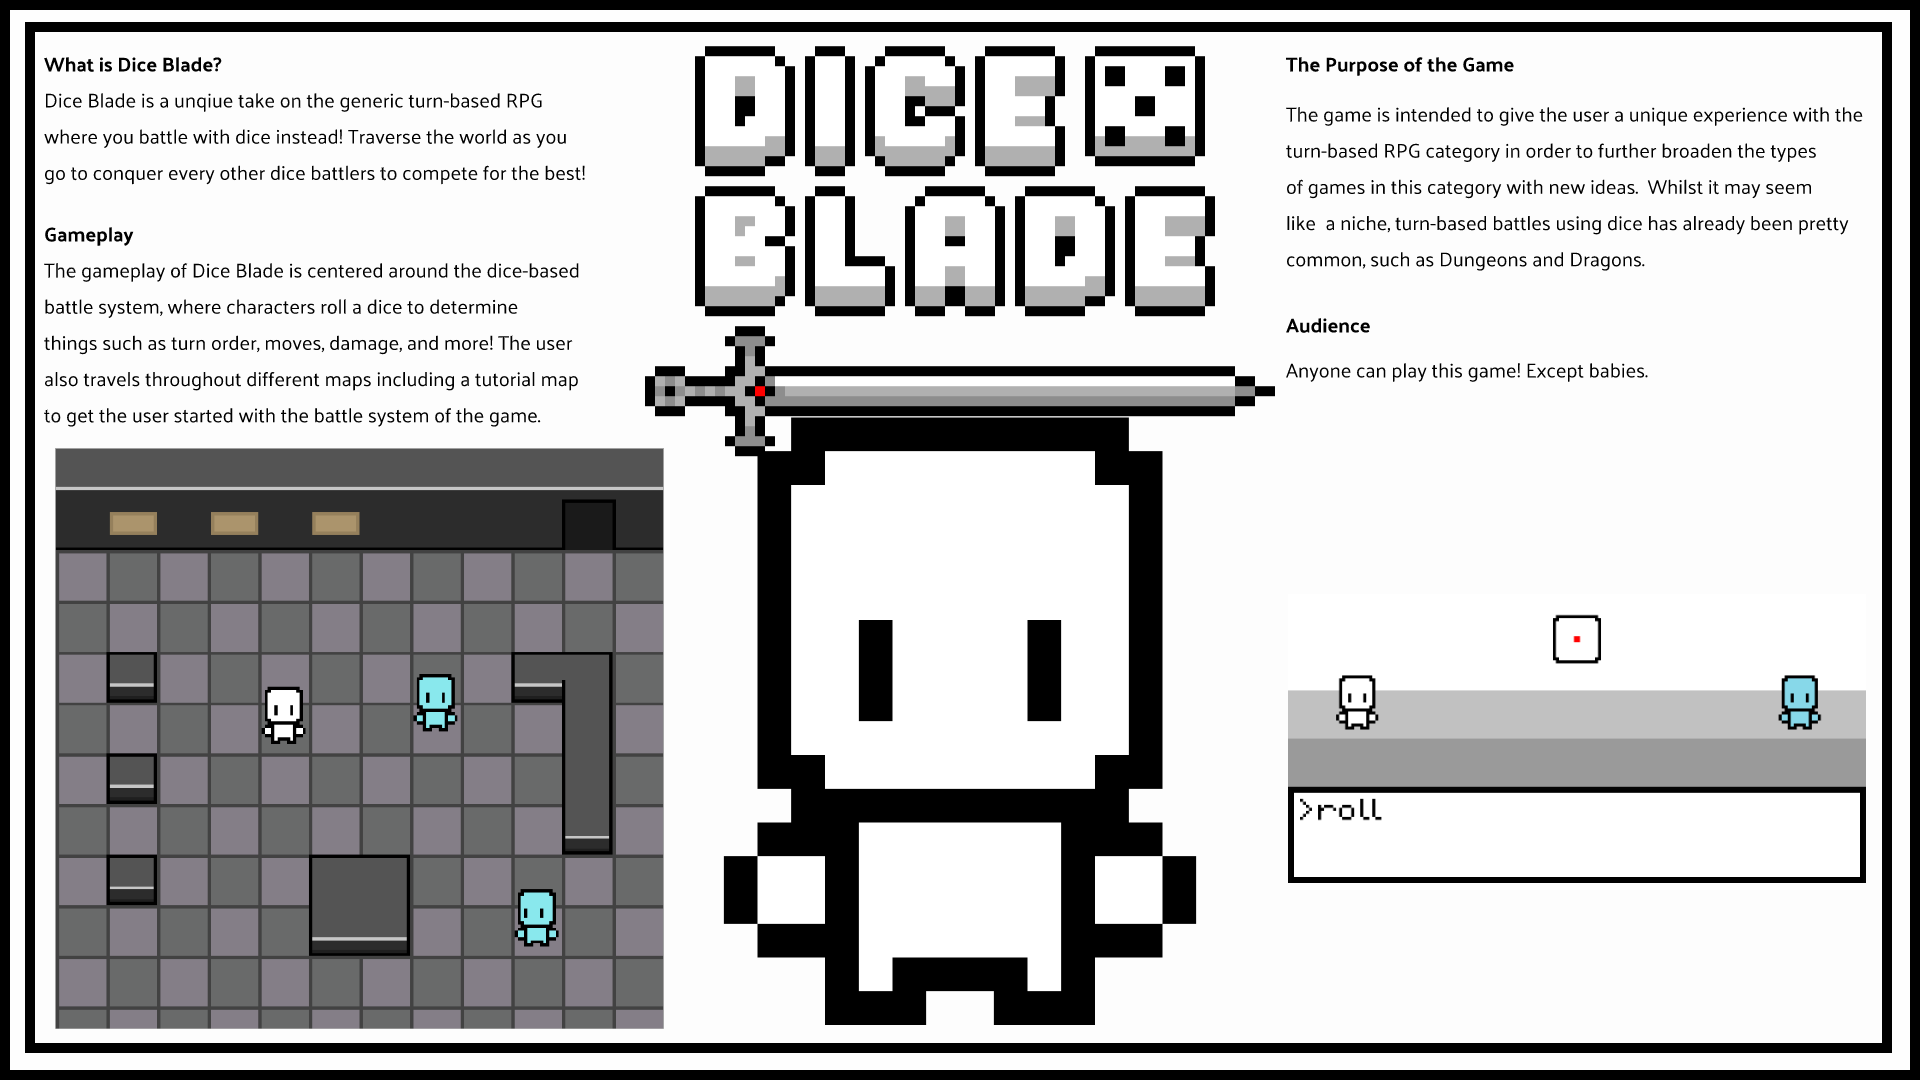 What is Dice Blade?
Dice Blade is a unqiue take on the generic turn-based RPG
where you battle with dice instead! Traverse the world as you
go to conquer every other dice battlers to compete for the best!
Gameplay
The gameplay of Dice Blade is centered around the dice-based
battle system, where characters roll a dice to determine
things such as turn order, moves, damage, and more! The user
also travels throughout different maps including a tutorial map
to get the user started with the battle system of the game.
DICE
BLADE
The Purpose of the Game
The game is intended to give the user a unique experience with the
turn-based RPG category in order to further broaden the types
of games in this category with new ideas.  Whilst it may seem
like  a niche, turn-based battles using dice has already been pretty
common, such as Dungeons and Dragons.
Audience
Anyone can play this game! Except babies.
>roll